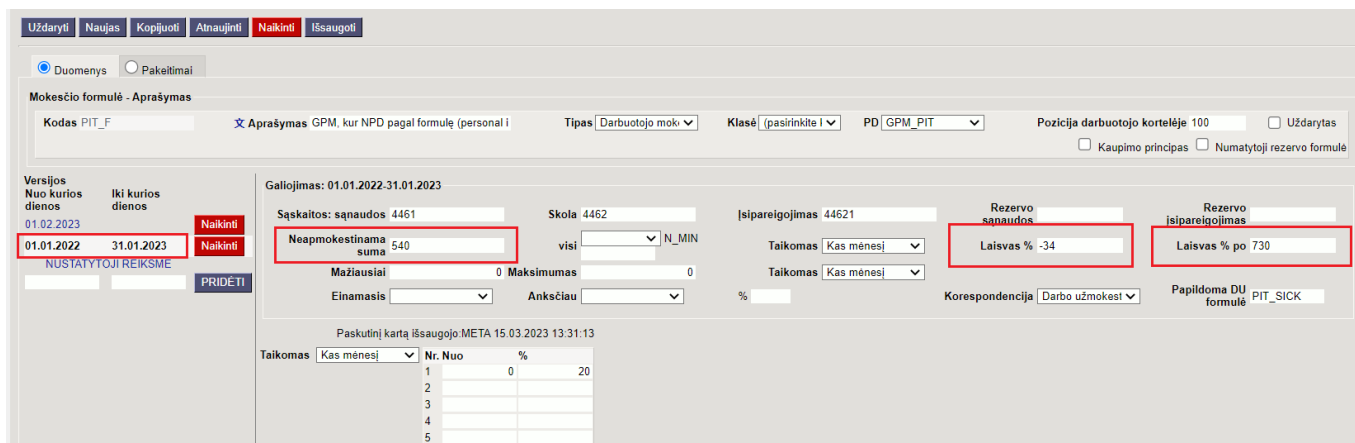 Uždaryti Naujas Kopijuoti Atnaujinti Naikinti Išsaugoti
Duomenys Pakeitimai
Mokesčio formulė - Aprašymas
Kodas PIT_F 文 Aprašymas GPM, kur NPD pagal formulę (personal i Tipas Darbuotojo mok Klasė (pasirinkite PD GPM_PIT Pozicija darbuotojo kortelėje 100 Uždarytas
Kaupimo principas Numatytoji rezervo formulė
Versijos
Nuo kurios dienos Iki kurios dienos
01.02.2023 Naikinti
01.01.2022 31.01.2023 Naikinti
NUSTATYTOJI REIKSME
PRIDĖTI
Galiojimas: 01.01.2022-31.01.2023
Sąskaitos: sąnaudos 4461 Skola 4462 Įsipareigojimas 44621 Rezervo sąnaudos Rezervo įsipareigojimas
Neapmokestinama suma 540 visi N_MIN Taikomas Kas mėnesį Laisvas % -34 Laisvas % po 730
Mažiausiai 0 Maksimumas 0 Taikomas Kas mėnesį
Einamasis Anksčiau % Korespondencija Darbo užmokest Papildoma DU formulė PIT_SICK
Paskutinį kartą išsaugojo:META 15.03.2023 13:31:13
Taikomas Kas mėnesį Nr. Nuo %
1 0 20
2
3
4
5